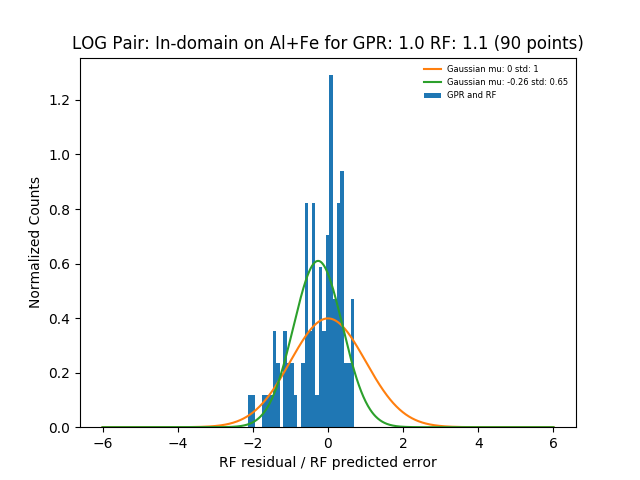 LOG Pair: In-domain on Al+Fe for GPR: 1.0 RF: 1.1 (90 points)
Gaussian mu: 0 std: 1
Gaussian mu: -0.26 std: 0.65
GPR and RF
Normalized Counts
1.2
1.0
0.8
0.6
0.4
0.2
0.0
−6 −4 −2 0 2 4 6
RF residual / RF predicted error